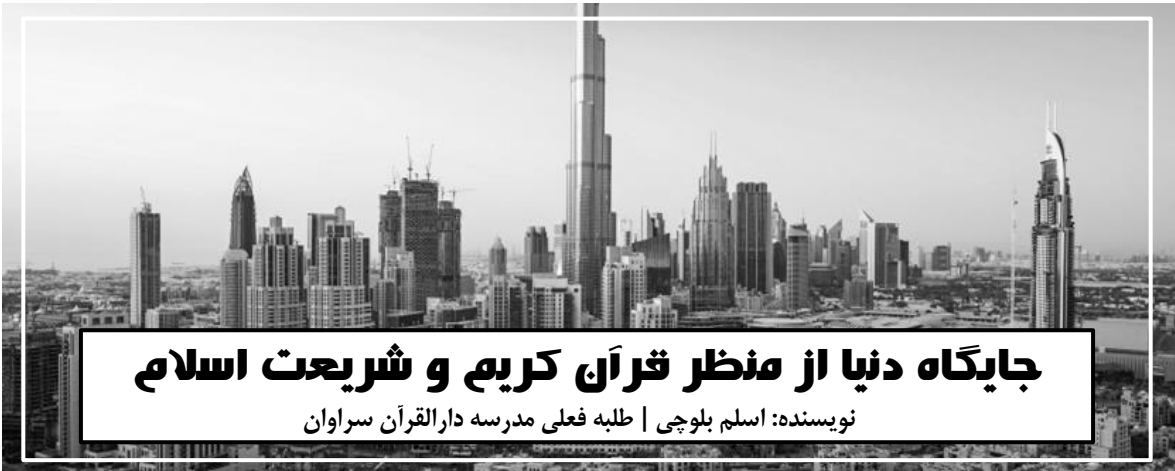 جایگاه دنیا از منظر قرآن کریم و شریعت اسلام
نویسنده: اسلم بلوچی | طلبه فعلی مدرسه دارالقرآن سراوان